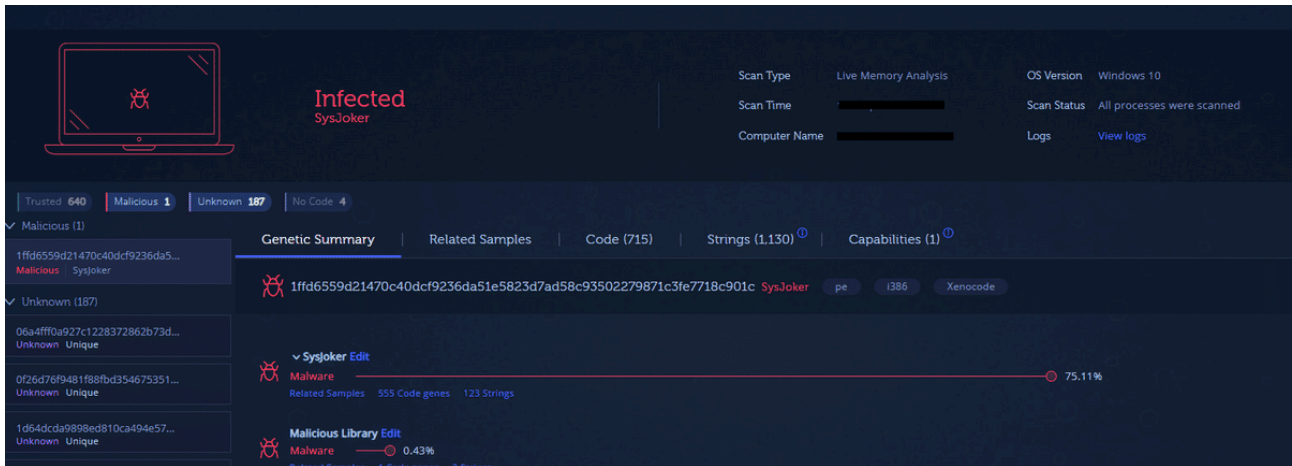 Infected
SysJoker
Scan Type Live Memory Analysis
Scan Time
Computer Name
OS Version Windows 10
Scan Status All processes were scanned
Logs View logs
Trusted 640 Malicious 1 Unknown 187 No Code 4
Malicious (1)
1ffd6559d21470c40dcf9236da5...
Malicious SysJoker
Unknown (187)
06a4fff0a927c1228372862b73d...
Unknown Unique
0f26d76f9481f88fbd354675351...
Unknown Unique
1d64dcda9898ed810ca494e57...
Unknown Unique
Genetic Summary Related Samples Code (715) Strings (1,130) Capabilities (1)
1ffd6559d21470c40dcf9236da51e5823d7ad58c93502279871c3fe7718c901c SysJoker pe i386 Xenocode
SysJoker Edit
Malware 75.11%
Related Samples 555 Code genes 123 Strings
Malicious Library Edit
Malware 0.43%